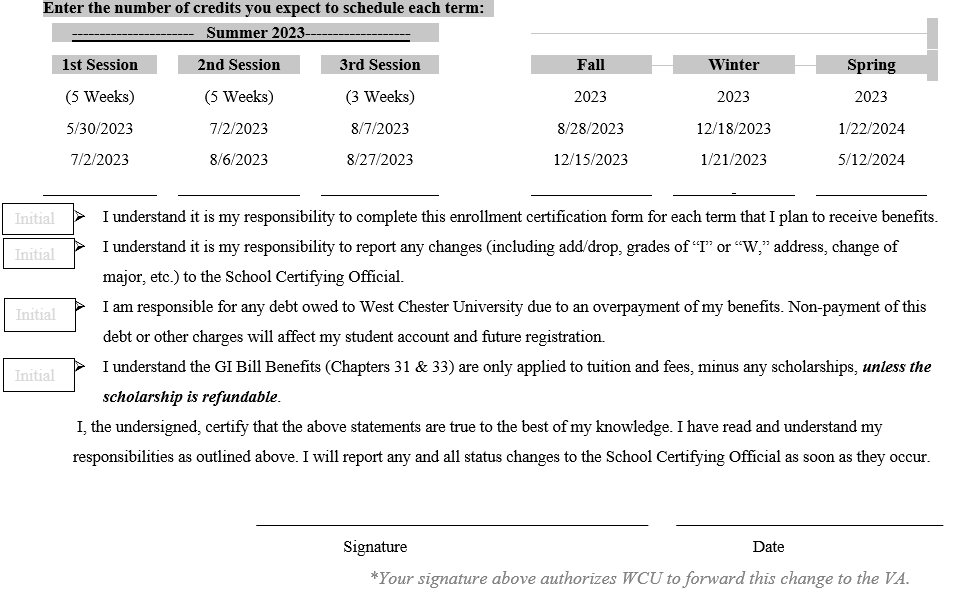 Enter the number of credits you expect to schedule each term:
---------------------- Summer 2023-------------------
1st Session 2nd Session 3rd Session Fall Winter Spring
(5 Weeks) (5 Weeks) (3 Weeks) 2023 2023 2023
5/30/2023 7/2/2023 8/7/2023 8/28/2023 12/18/2023 1/22/2024
7/2/2023 8/6/2023 8/27/2023 12/15/2023 1/21/2023 5/12/2024
Initial ➢ I understand it is my responsibility to complete this enrollment certification form for each term that I plan to receive benefits.
Initial ➢ I understand it is my responsibility to report any changes (including add/drop, grades of “I” or “W,” address, change of
major, etc.) to the School Certifying Official.
Initial ➢ I am responsible for any debt owed to West Chester University due to an overpayment of my benefits. Non-payment of this
debt or other charges will affect my student account and future registration.
Initial ➢ I understand the GI Bill Benefits (Chapters 31 & 33) are only applied to tuition and fees, minus any scholarships, unless the
scholarship is refundable.
I, the undersigned, certify that the above statements are true to the best of my knowledge. I have read and understand my
responsibilities as outlined above. I will report any and all status changes to the School Certifying Official as soon as they occur.
Signature Date
*Your signature above authorizes WCU to forward this change to the VA.